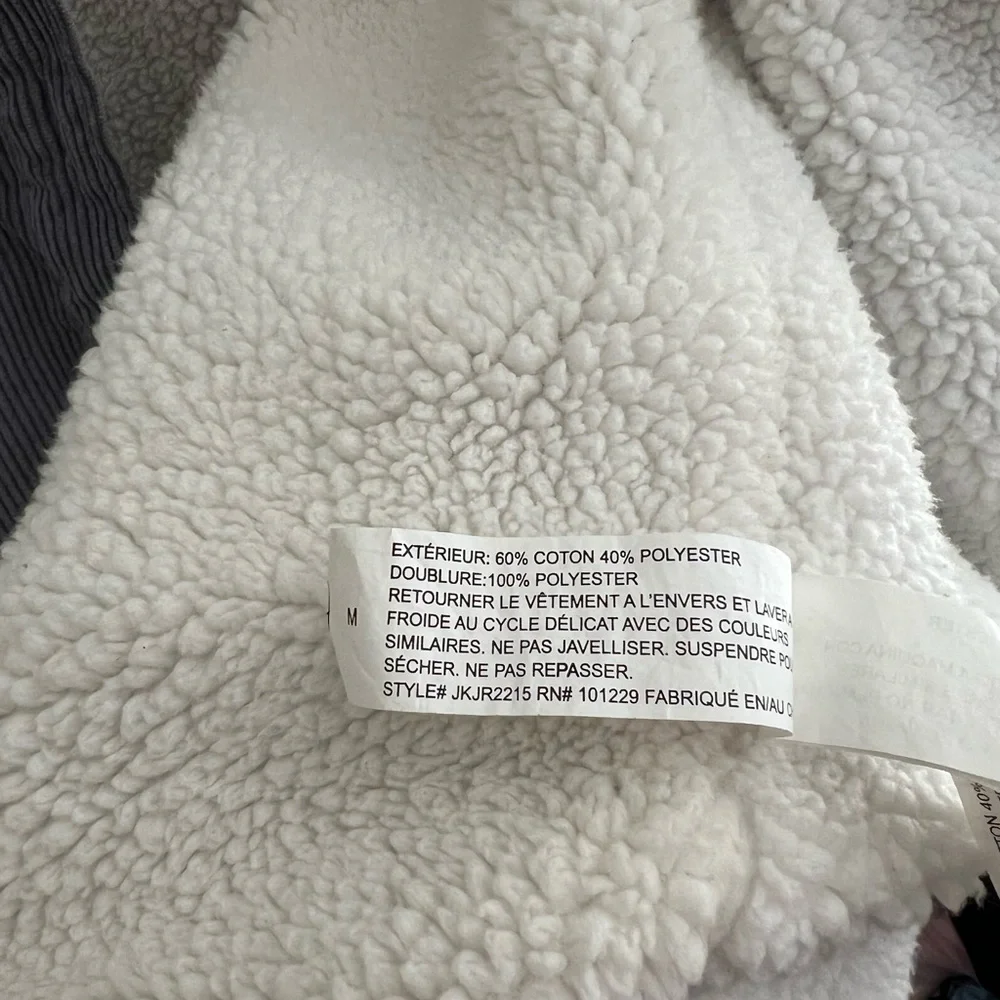 M
EXTÉRIEUR: 60% COTON 40% POLYESTER
DOUBLURE:100% POLYESTER
RETOURNER LE VÊTEMENT A L'ENVERS ET LAVER A
FROIDE AU CYCLE DÉLICAT AVEC DES COULEURS
SIMILAIRES. NE PAS JAVELLISER. SUSPENDRE
SÉCHER. NE PAS REPASSER.
STYLE# JKJR2215 RN# 101229 FABRIQUÉ EN/AU
40%